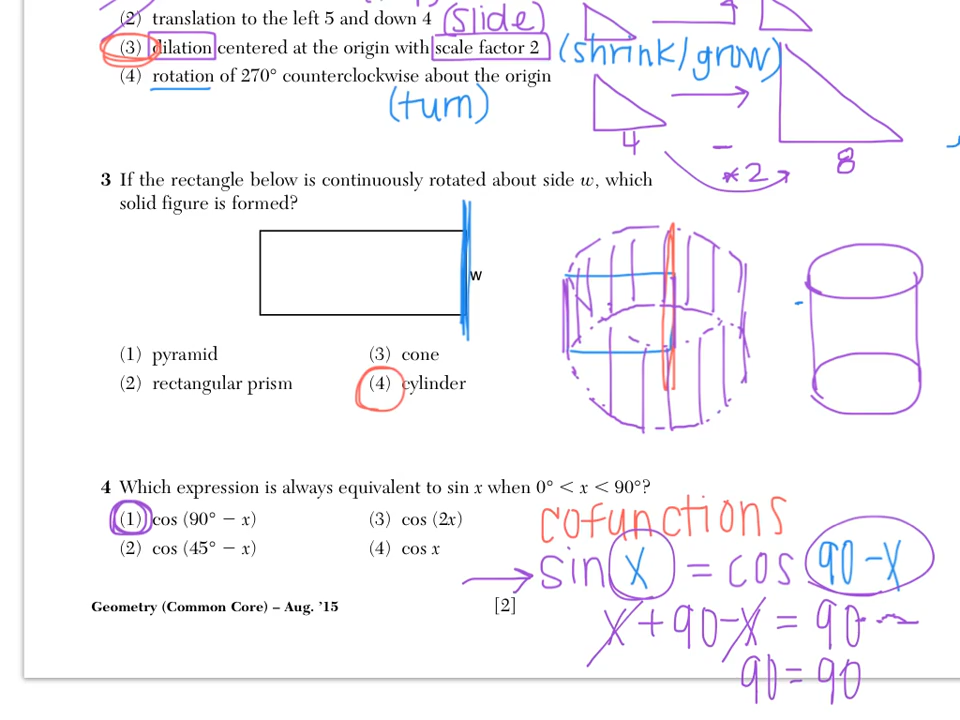 (2) translation to the left 5 and down 4 (slide)
(3) dilation centered at the origin with scale factor 2 (shrink/grow)
(4) rotation of 270° counterclockwise about the origin
(turn)
4
8
*2
3 If the rectangle below is continuously rotated about side w, which
solid figure is formed?
w
(1) pyramid (3) cone
(2) rectangular prism (4) cylinder
4 Which expression is always equivalent to sin x when 0° < x < 90°?
(1) cos (90° − x) (3) cos (2x)
(2) cos (45° − x) (4) cos x
cofunctions
sin(x) = cos(90-x)
x+90-x = 90
90=90
Geometry (Common Core) – Aug. ’15 [2]